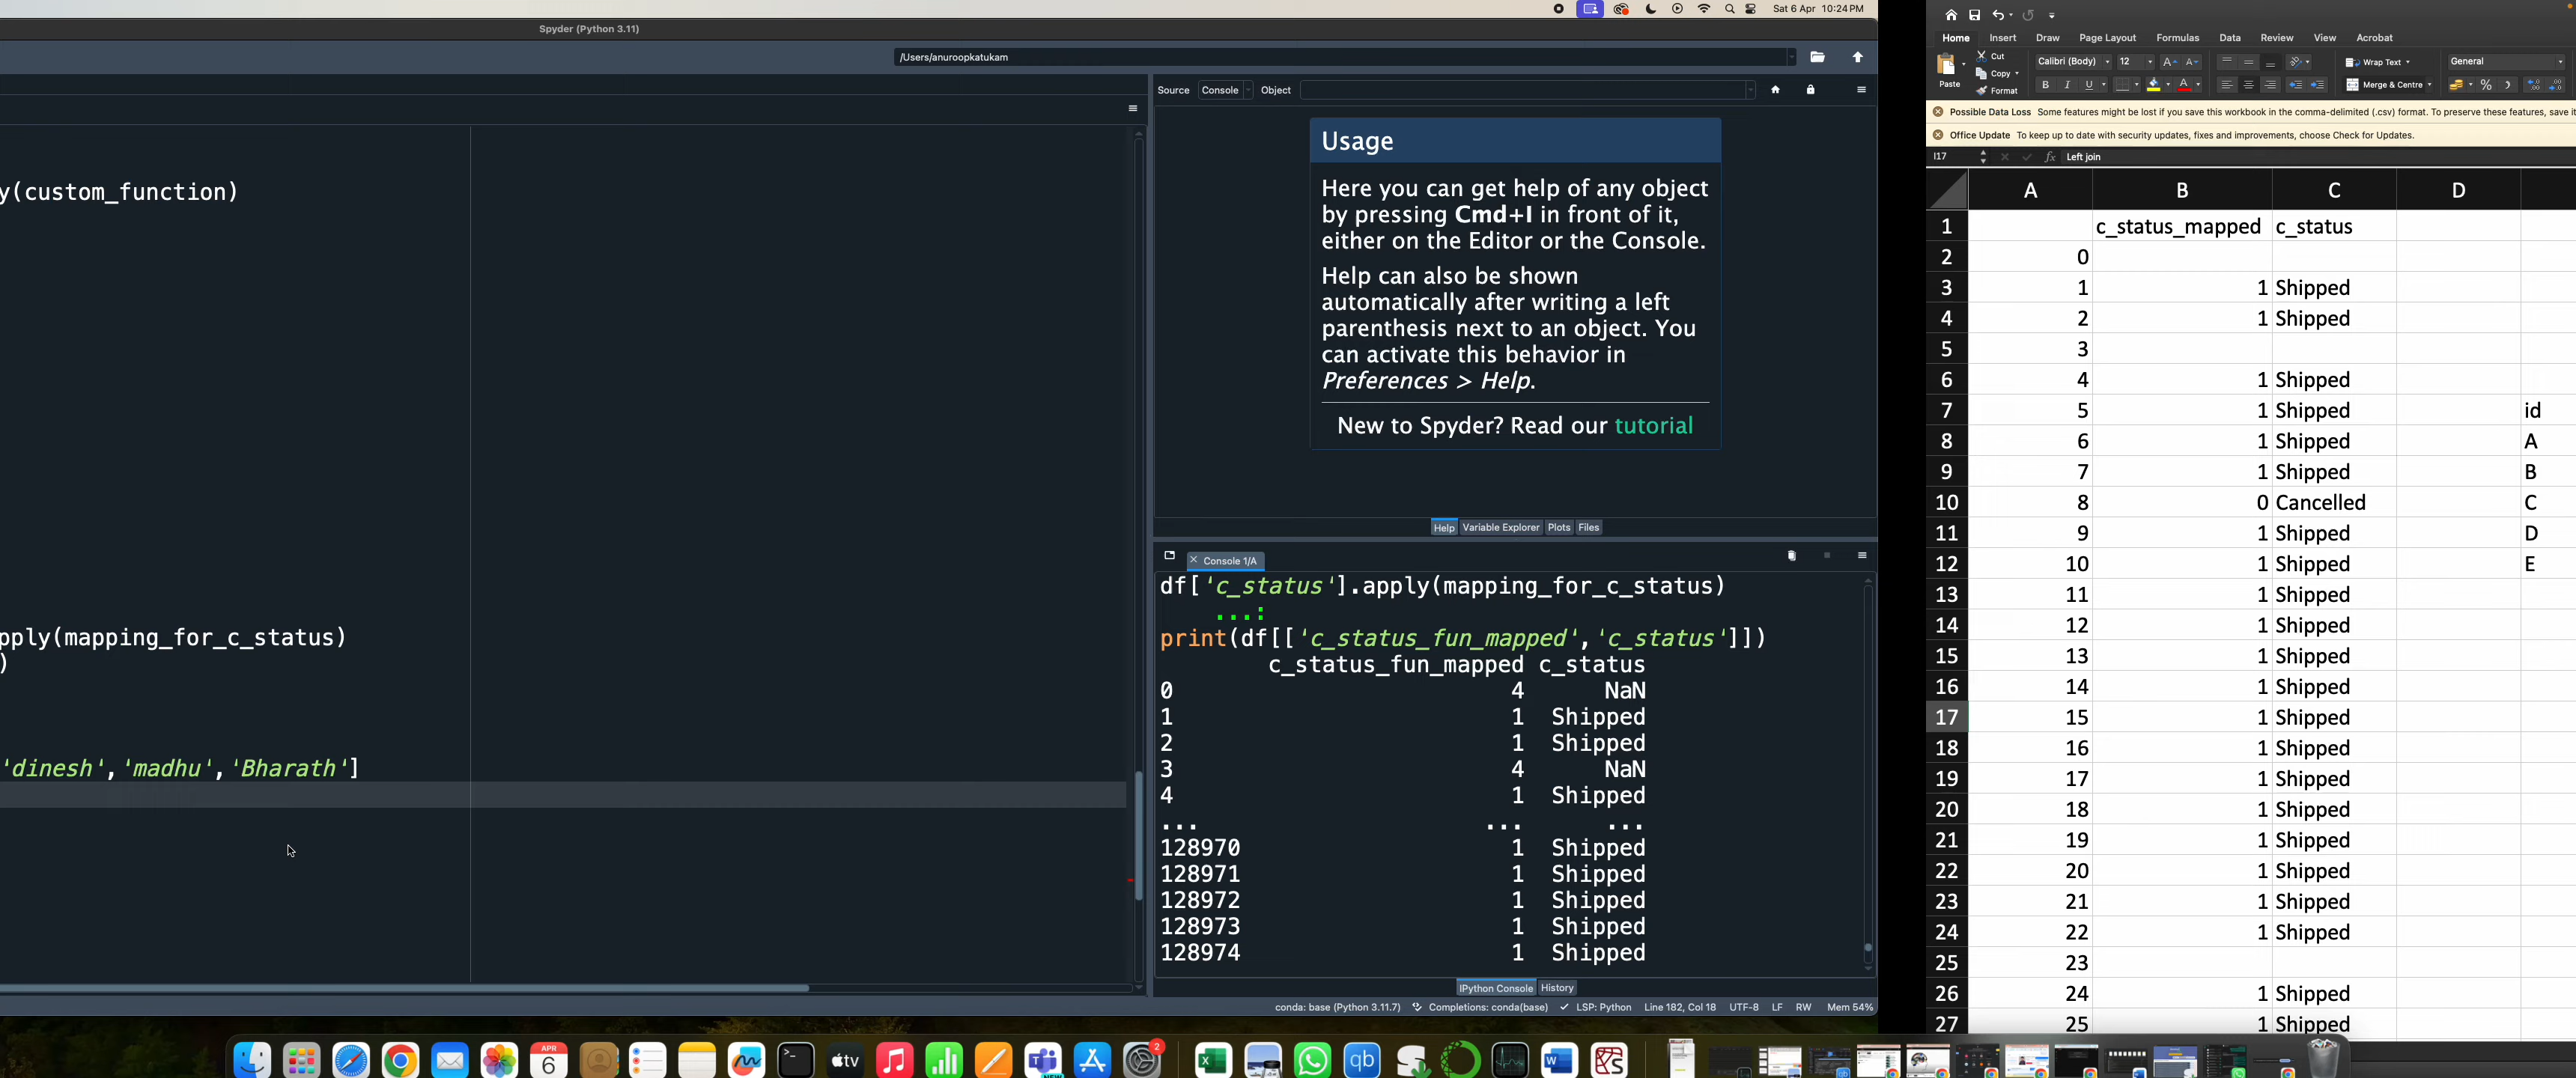 Sat 6 Apr 10:24 PM
Spyder (Python 3.11)
/Users/anuroopkatukam
Source Console Object
y(custom_function)
pply(mapping_for_c_status)
)
'dinesh','madhu','Bharath']
Usage
Here you can get help of any object
by pressing Cmd+I in front of it,
either on the Editor or the Console.
Help can also be shown
automatically after writing a left
parenthesis next to an object. You
can activate this behavior in
Preferences > Help.
New to Spyder? Read our tutorial
Help Variable Explorer Plots Files
Console 1/A
df['c_status'].apply(mapping_for_c_status)
...:
print(df[['c_status_fun_mapped','c_status']])
c_status_fun_mapped c_status
0 4 NaN
1 1 Shipped
2 1 Shipped
3 4 NaN
4 1 Shipped
... ... ...
128970 1 Shipped
128971 1 Shipped
128972 1 Shipped
128973 1 Shipped
128974 1 Shipped
IPython Console History
conda: base (Python 3.11.7) Completions: conda(base) LSP: Python Line 182, Col 18 UTF-8 LF RW Mem 54%
APR
6
tv
NEW
2
qb
Home Insert Draw Page Layout Formulas Data Review View Acrobat
Paste
Cut
Copy
Format
Calibri (Body) 12
B I U
Wrap Text
Merge & Centre
General
Possible Data Loss Some features might be lost if you save this workbook in the comma-delimited (.csv) format. To preserve these features, save it
Office Update To keep up to date with security updates, fixes and improvements, choose Check for Updates.
I17 fx Left join
A B C D
1 c_status_mapped c_status
2 0
3 1 1 Shipped
4 2 1 Shipped
5 3
6 4 1 Shipped
7 5 1 Shipped id
8 6 1 Shipped A
9 7 1 Shipped B
10 8 0 Cancelled C
11 9 1 Shipped D
12 10 1 Shipped E
13 11 1 Shipped
14 12 1 Shipped
15 13 1 Shipped
16 14 1 Shipped
17 15 1 Shipped
18 16 1 Shipped
19 17 1 Shipped
20 18 1 Shipped
21 19 1 Shipped
22 20 1 Shipped
23 21 1 Shipped
24 22 1 Shipped
25 23
26 24 1 Shipped
27 25 1 Shipped